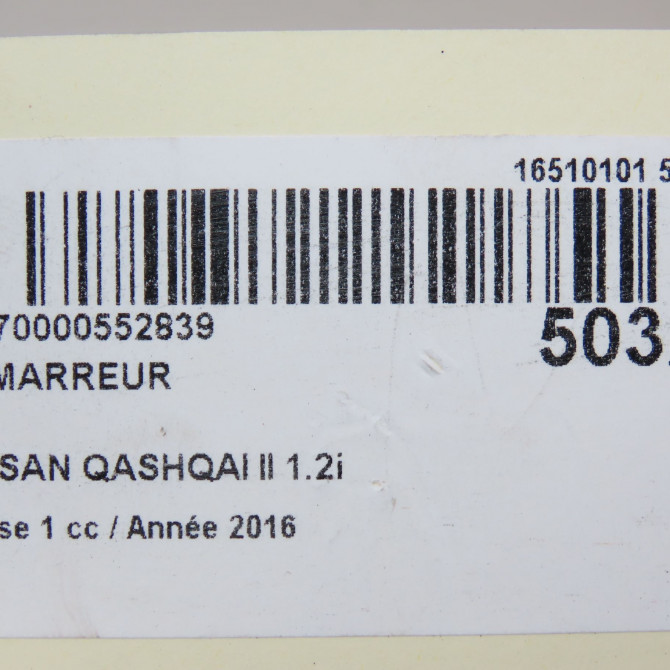 16510101 5
70000552839
503
MARREUR
SAN QASHQAI II 1.2i
se 1 cc / Année 2016